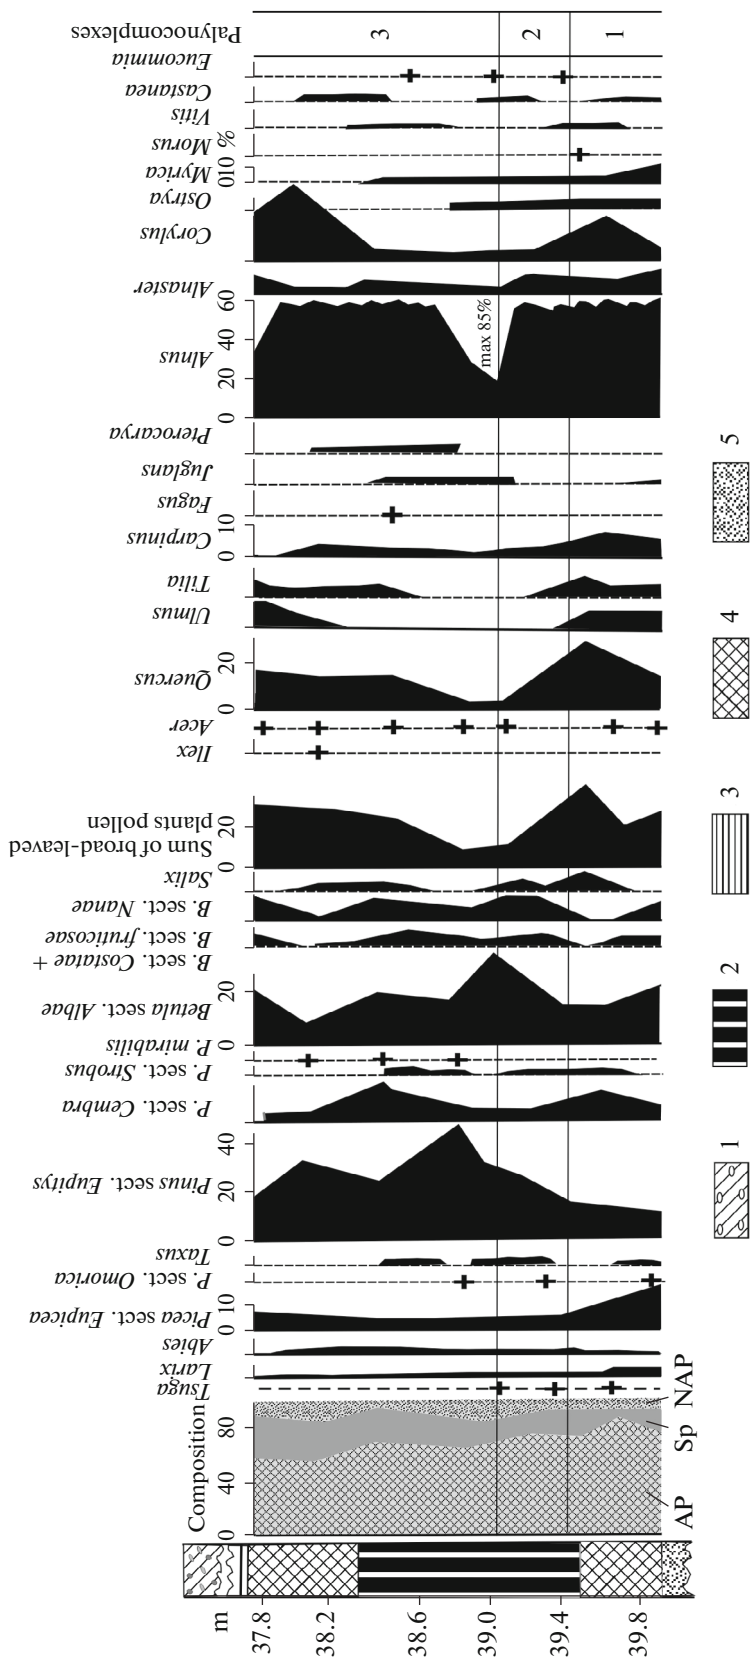 m
37.8
38.2
38.6
39.0
39.4
39.8
Composition
0
40
80
AP
Sp
NAP
Tsuga
Larix
Abies
Picea sect. Eupicea
0
10
P. sect. Omorica
Taxus
Pinus sect. Eupitys
0
20
40
P. sect. Cembra
P. sect. Strobus
P. mirabilis
Betula sect. Albae
0
20
B. sect. Costatae +
B. sect. fruticosae
B. sect. Nanae
Salix
Sum of broad-leaved
plants pollen
0
20
Ilex
Acer
Quercus
0
20
Ulmus
Tilia
Carpinus
0
10
Fagus
Juglans
Pterocarya
Alnus
0
20
40
60
max 85%
Alnaster
Corylus
Ostrya
Myrica
010
%
Morus
Vitis
Castanea
Eucommia
Palynocomplexes
3
2
1
1
2
3
4
5